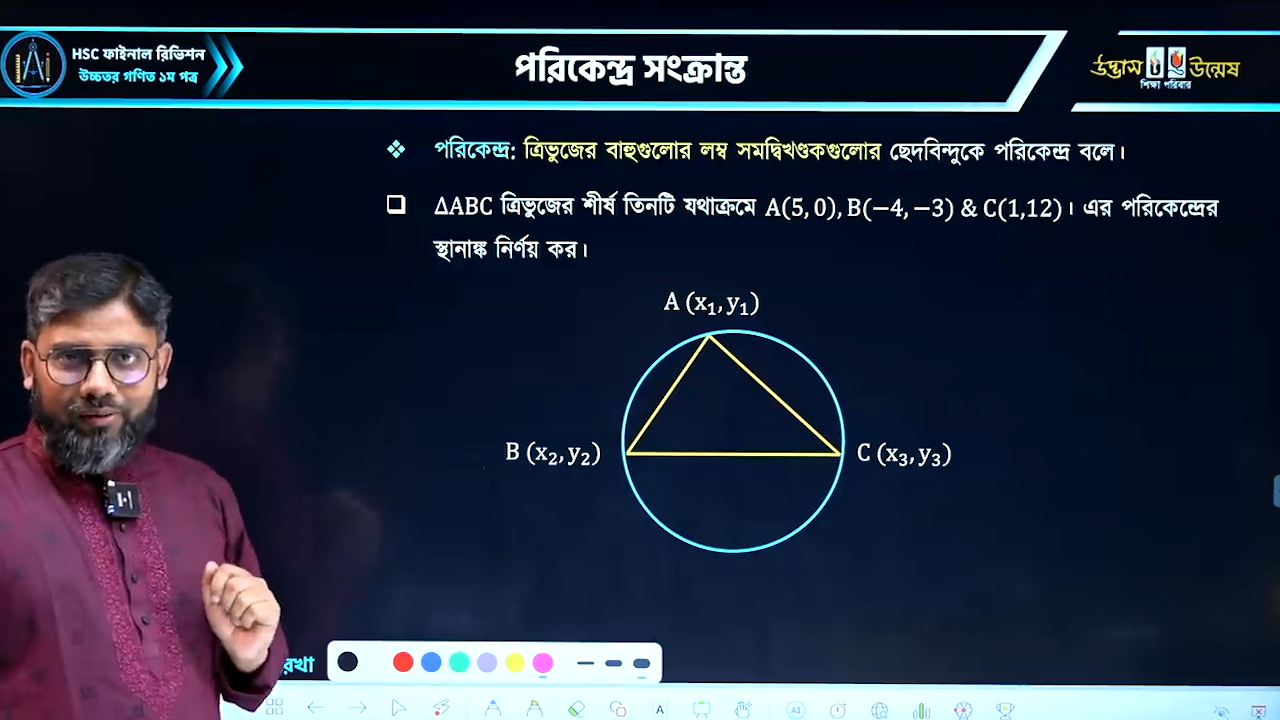 HSC ফাইনাল রিভিশন
উচ্চতর গণিত ১ম পত্র
পরিকেন্দ্র সংক্রান্ত
উদ্ভাস উন্মেষ
শিক্ষা পরিবার
❖ পরিকেন্দ্র: ত্রিভুজের বাহুগুলোর লম্ব সমদ্বিখণ্ডকগুলোর ছেদবিন্দুকে পরিকেন্দ্র বলে।
❑ ΔABC ত্রিভুজের শীর্ষ তিনটি যথাক্রমে A(5, 0), B(−4, −3) & C(1,12)। এর পরিকেন্দ্রের
স্থানাঙ্ক নির্ণয় কর।
A (x₁, y₁)
B (x₂, y₂)
C (x₃, y₃)
A
AI